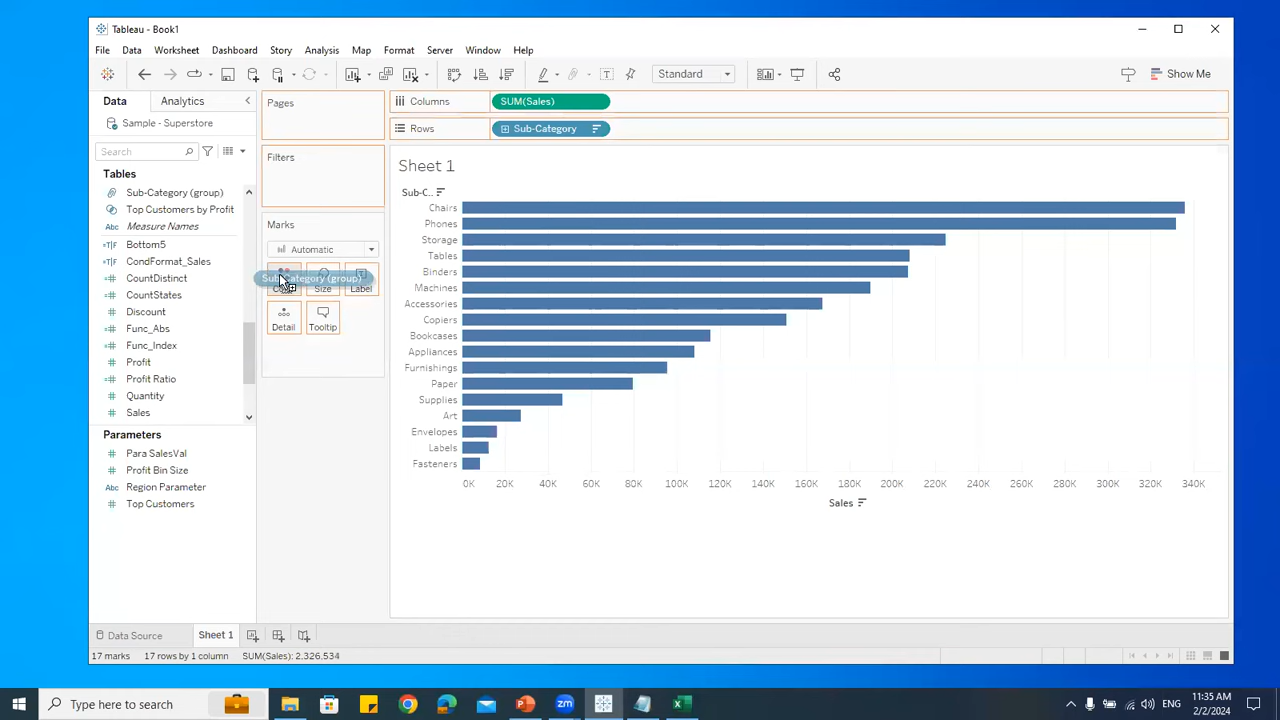 Tableau - Book1
File Data Worksheet Dashboard Story Analysis Map Format Server Window Help
Standard
Show Me
Data
Analytics
Sample - Superstore
Search
Tables
Sub-Category (group)
Top Customers by Profit
Abc Measure Names
=T|F Bottom5
=T|F CondFormat_Sales
CountDistinct
CountStates
Discount
Func_Abs
Func_Index
Profit
Profit Ratio
Quantity
Sales
Parameters
Para SalesVal
Profit Bin Size
Abc Region Parameter
Top Customers
Pages
Filters
Marks
Automatic
Sub-Category (group)
Size
Label
Detail
Tooltip
Columns
SUM(Sales)
Rows
Sub-Category
Sheet 1
Sub-C..
Chairs
Phones
Storage
Tables
Binders
Machines
Accessories
Copiers
Bookcases
Appliances
Furnishings
Paper
Supplies
Art
Envelopes
Labels
Fasteners
0K 20K 40K 60K 80K 100K 120K 140K 160K 180K 200K 220K 240K 260K 280K 300K 320K 340K
Sales
Data Source
Sheet 1
17 marks 17 rows by 1 column SUM(Sales): 2.326.534
Type here to search
ENG
11:35 AM
2/2/2024